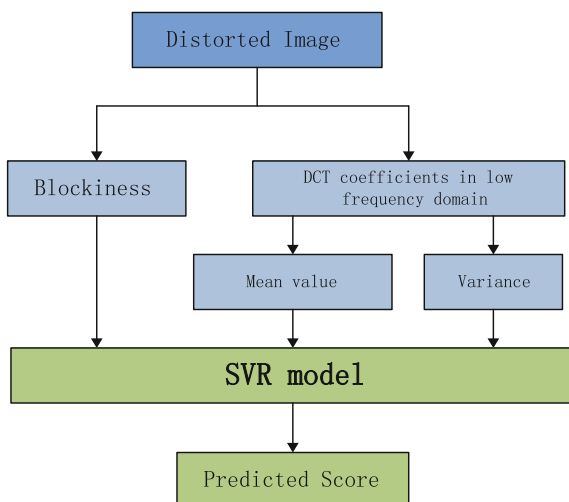 Distorted Image
Blockiness
DCT coefficients in low
frequency domain
Mean value
Variance
SVR model
Predicted Score